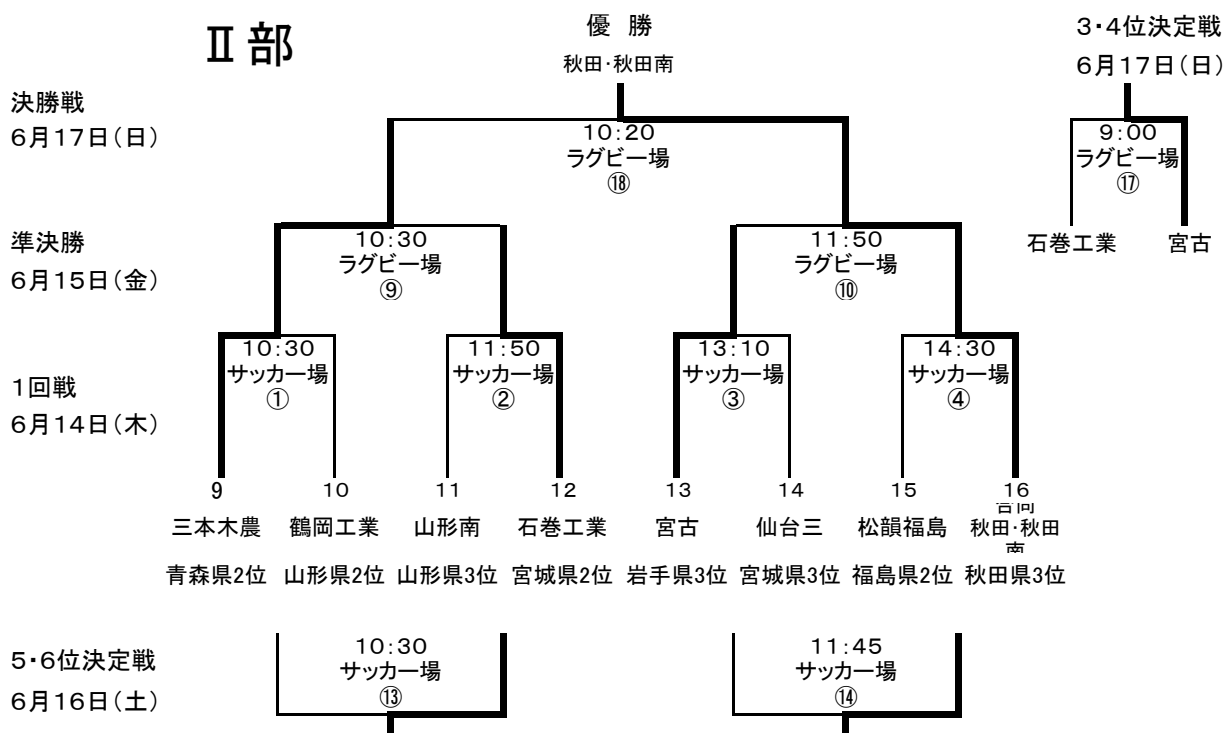 Ⅱ部
優 勝
秋田・秋田南
3・4位決定戦
6月17日(日)
決勝戦
6月17日(日)
10:20
ラグビー場
⑱
9:00
ラグビー場
⑰
石巻工業 宮古
準決勝
6月15日(金)
10:30
ラグビー場
⑨
11:50
ラグビー場
⑩
1回戦
6月14日(木)
10:30
サッカー場
①
11:50
サッカー場
②
13:10
サッカー場
③
14:30
サッカー場
④
9 10 11 12 13 14 15 16
三本木農 鶴岡工業 山形南 石巻工業 宮古 仙台三 松韻福島 秋田・秋田
南
青森県2位 山形県2位 山形県3位 宮城県2位 岩手県3位 宮城県3位 福島県2位 秋田県3位
5・6位決定戦
6月16日(土)
10:30
サッカー場
⑬
11:45
サッカー場
⑭